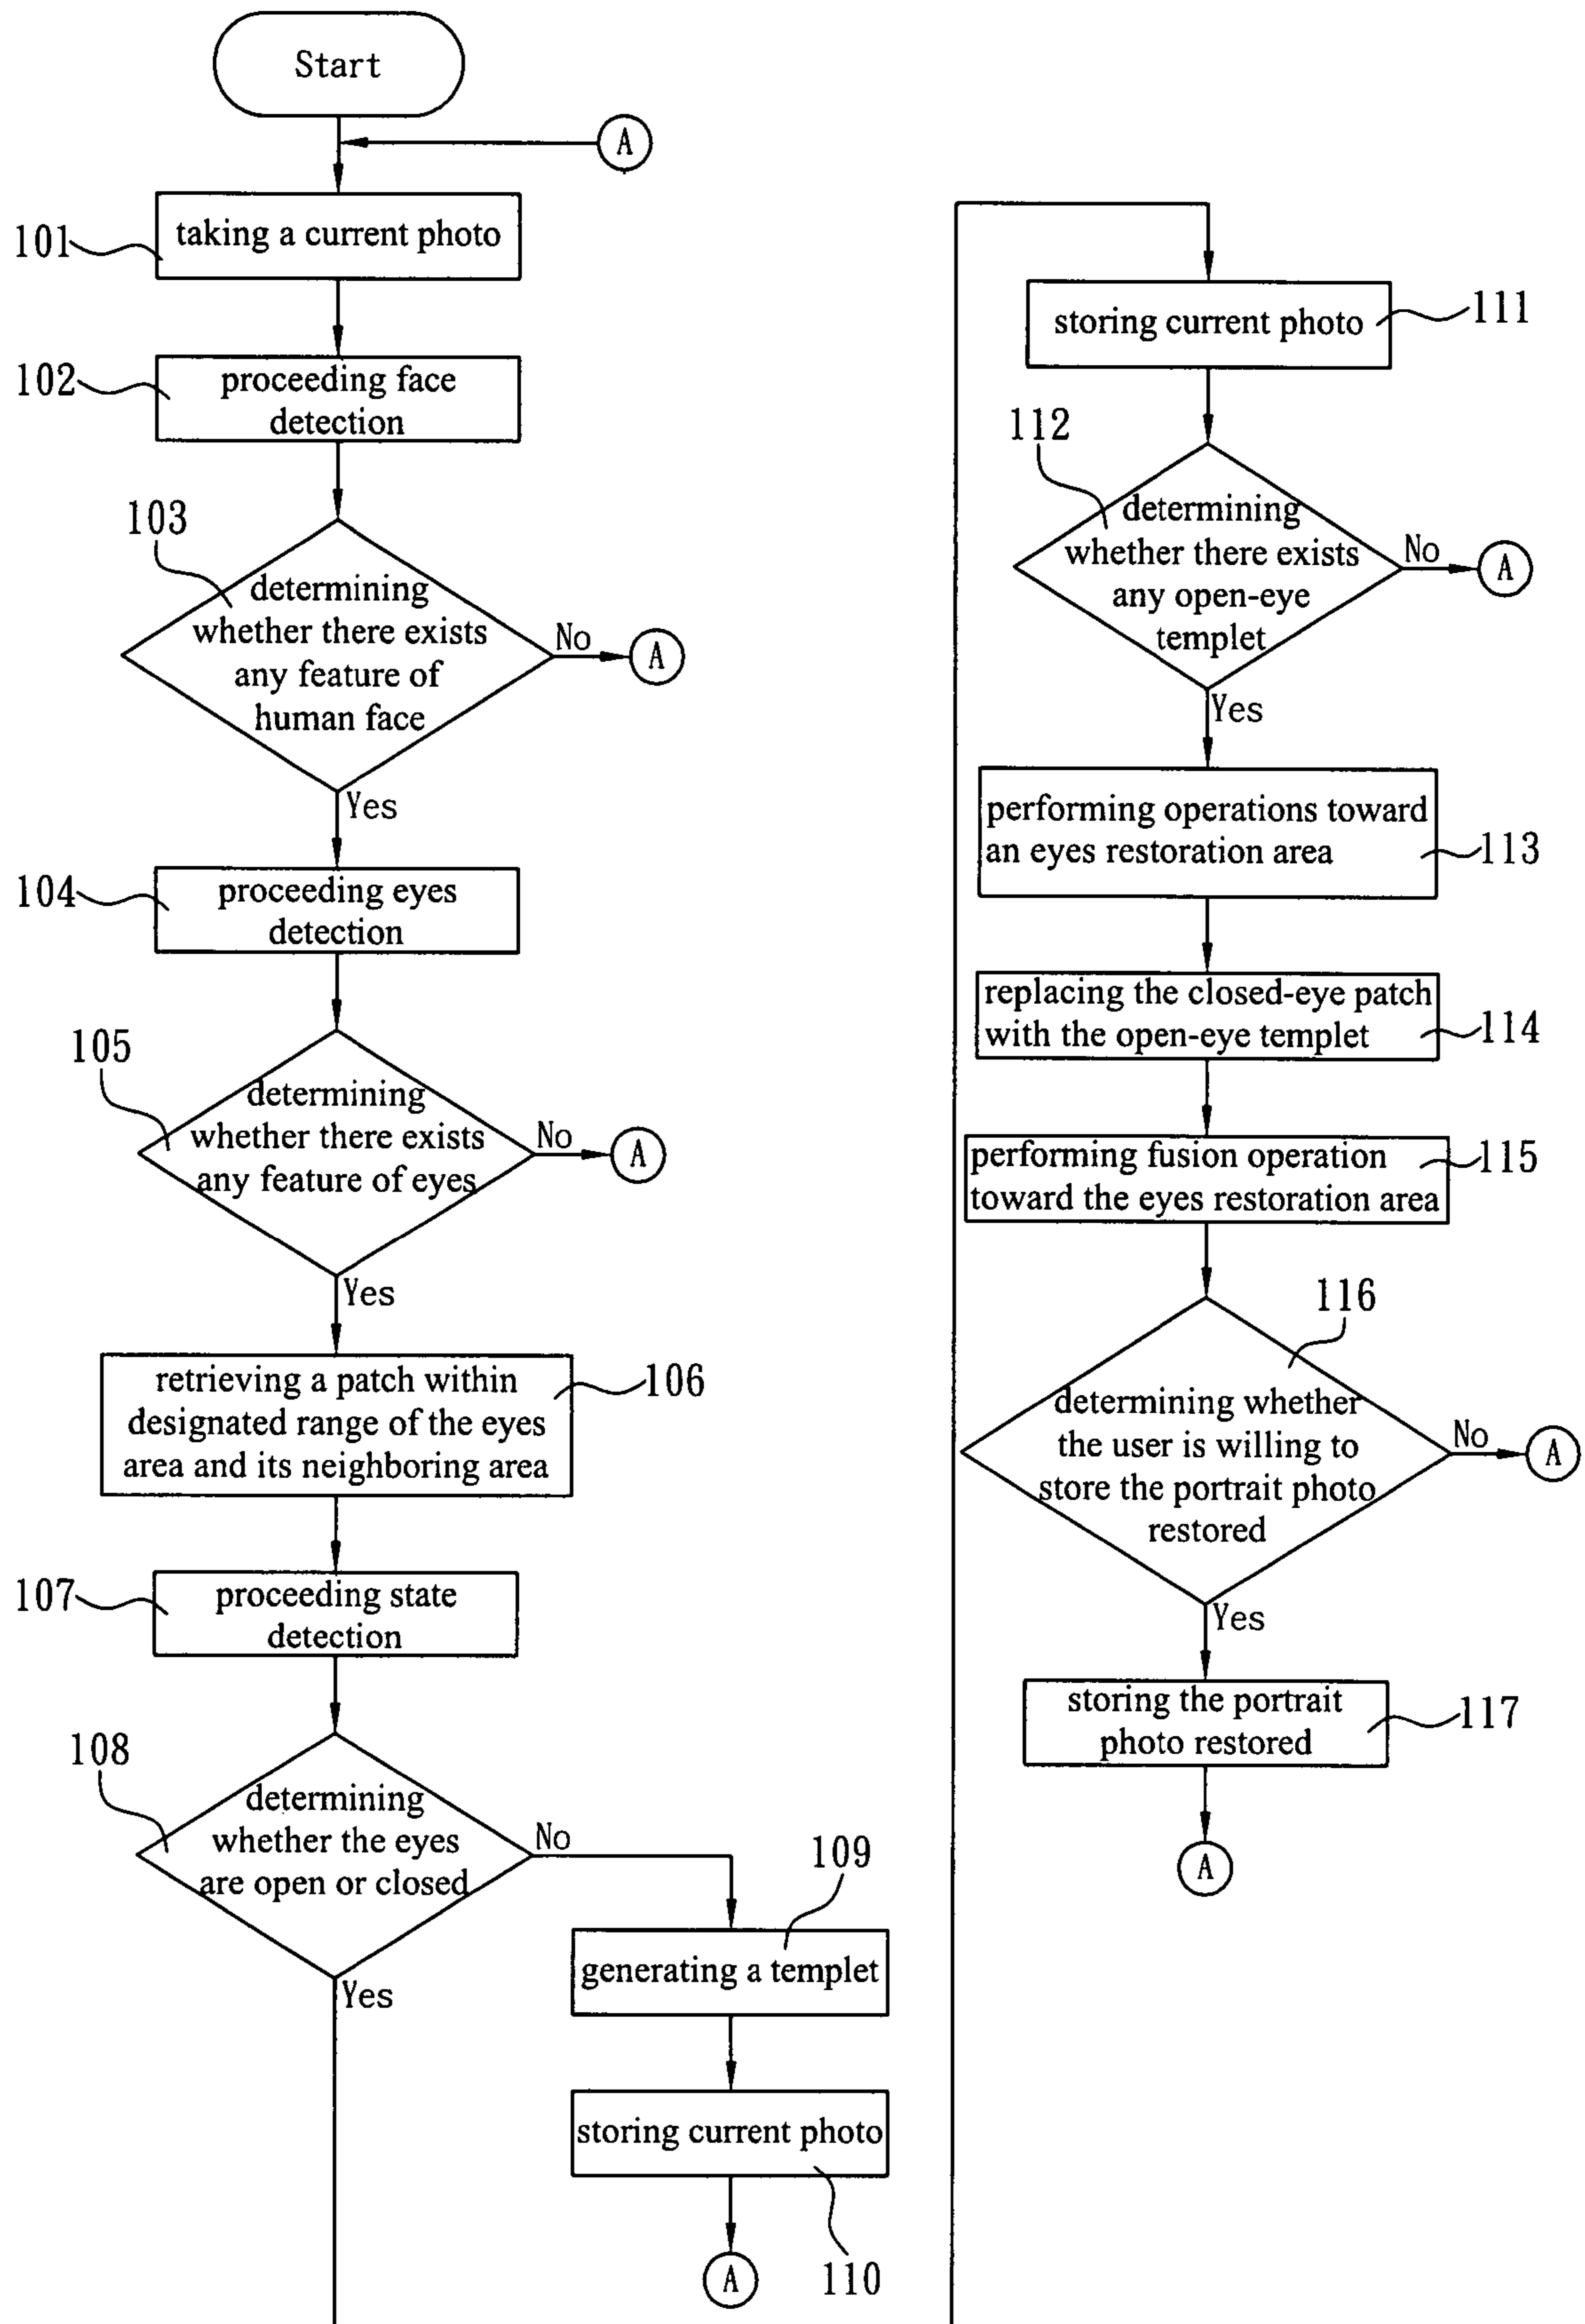 Start
A
taking a current photo
101
proceeding face
detection
102
103
determining
whether there exists
any feature of
human face
No
A
Yes
proceeding eyes
detection
104
105
determining
whether there exists
any feature of eyes
No
A
Yes
retrieving a patch within
designated range of the eyes
area and its neighboring area
106
proceeding state
detection
107
108
determining
whether the eyes
are open or closed
No
Yes
109
generating a templet
storing current photo
110
A
storing current photo
111
112
determining
whether there exists
any open-eye
templet
No
A
Yes
performing operations toward
an eyes restoration area
113
replacing the closed-eye patch
with the open-eye templet
114
performing fusion operation
toward the eyes restoration area
115
116
determining whether
the user is willing to
store the portrait photo
restored
No
A
Yes
storing the portrait
photo restored
117
A